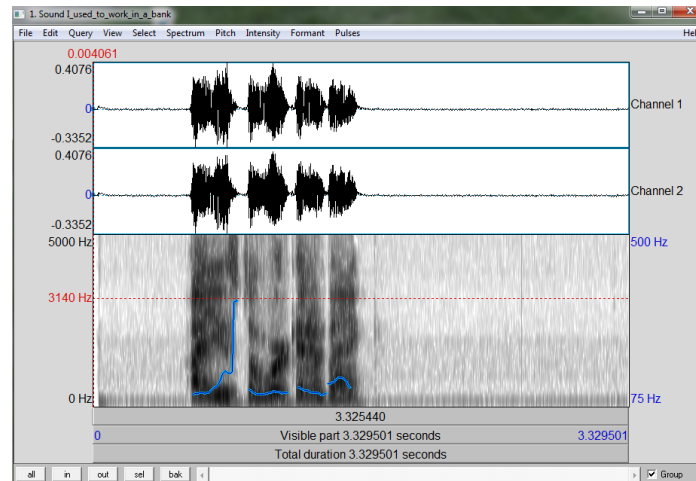 1. Sound I_used_to_work_in_a_bank
File Edit Query View Select Spectrum Pitch Intensity Formant Pulses Hel
0.004061
0.4076
0
-0.3352
Channel 1
0.4076
0
-0.3352
Channel 2
5000 Hz 500 Hz
3140 Hz
0 Hz 75 Hz
3.325440
0 Visible part 3.329501 seconds 3.329501
Total duration 3.329501 seconds
all in out sel bak Group